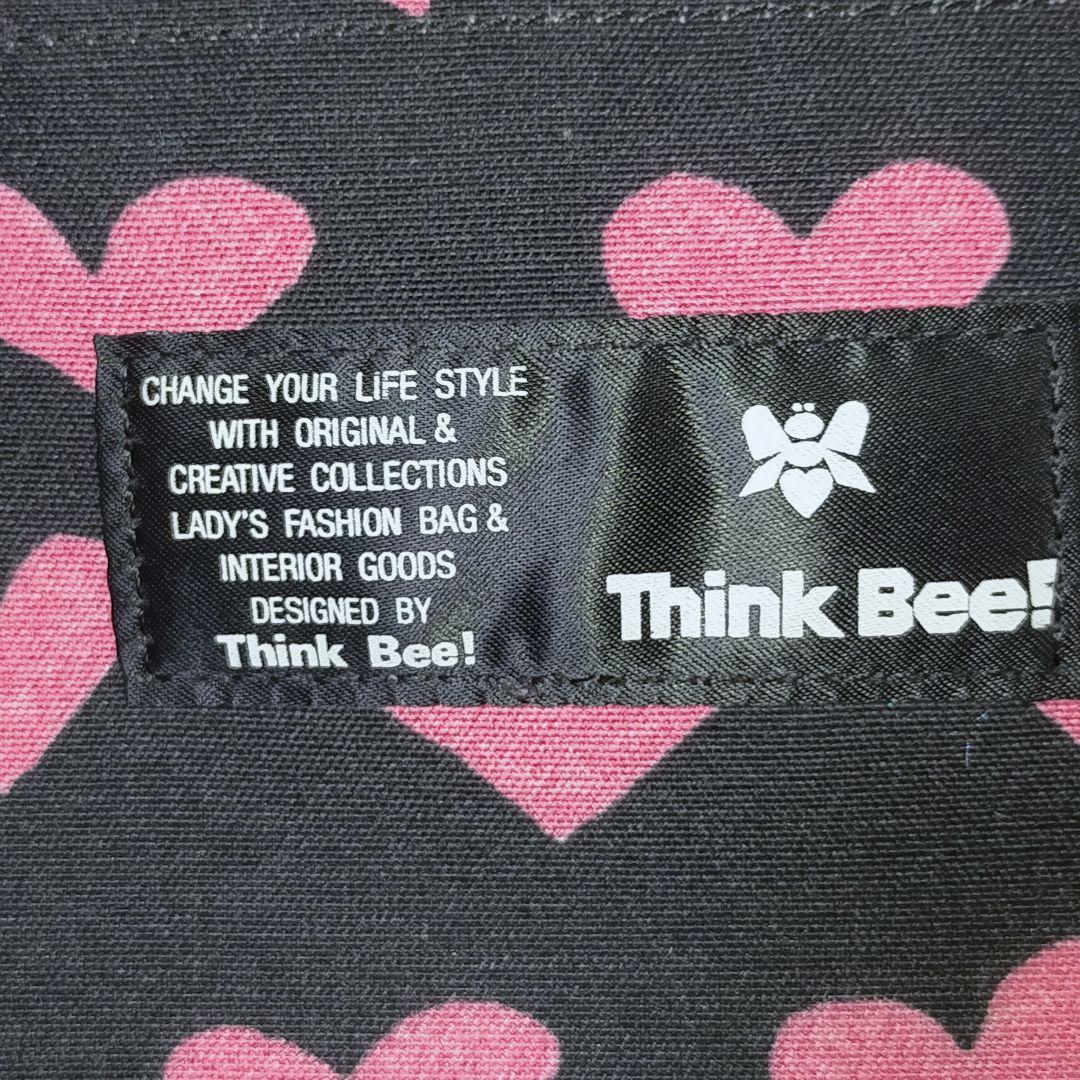 CHANGE YOUR LIFE STYLE
WITH ORIGINAL &
CREATIVE COLLECTIONS
LADY'S FASHION BAG &
INTERIOR GOODS
DESIGNED BY
Think Bee!
Think Bee!